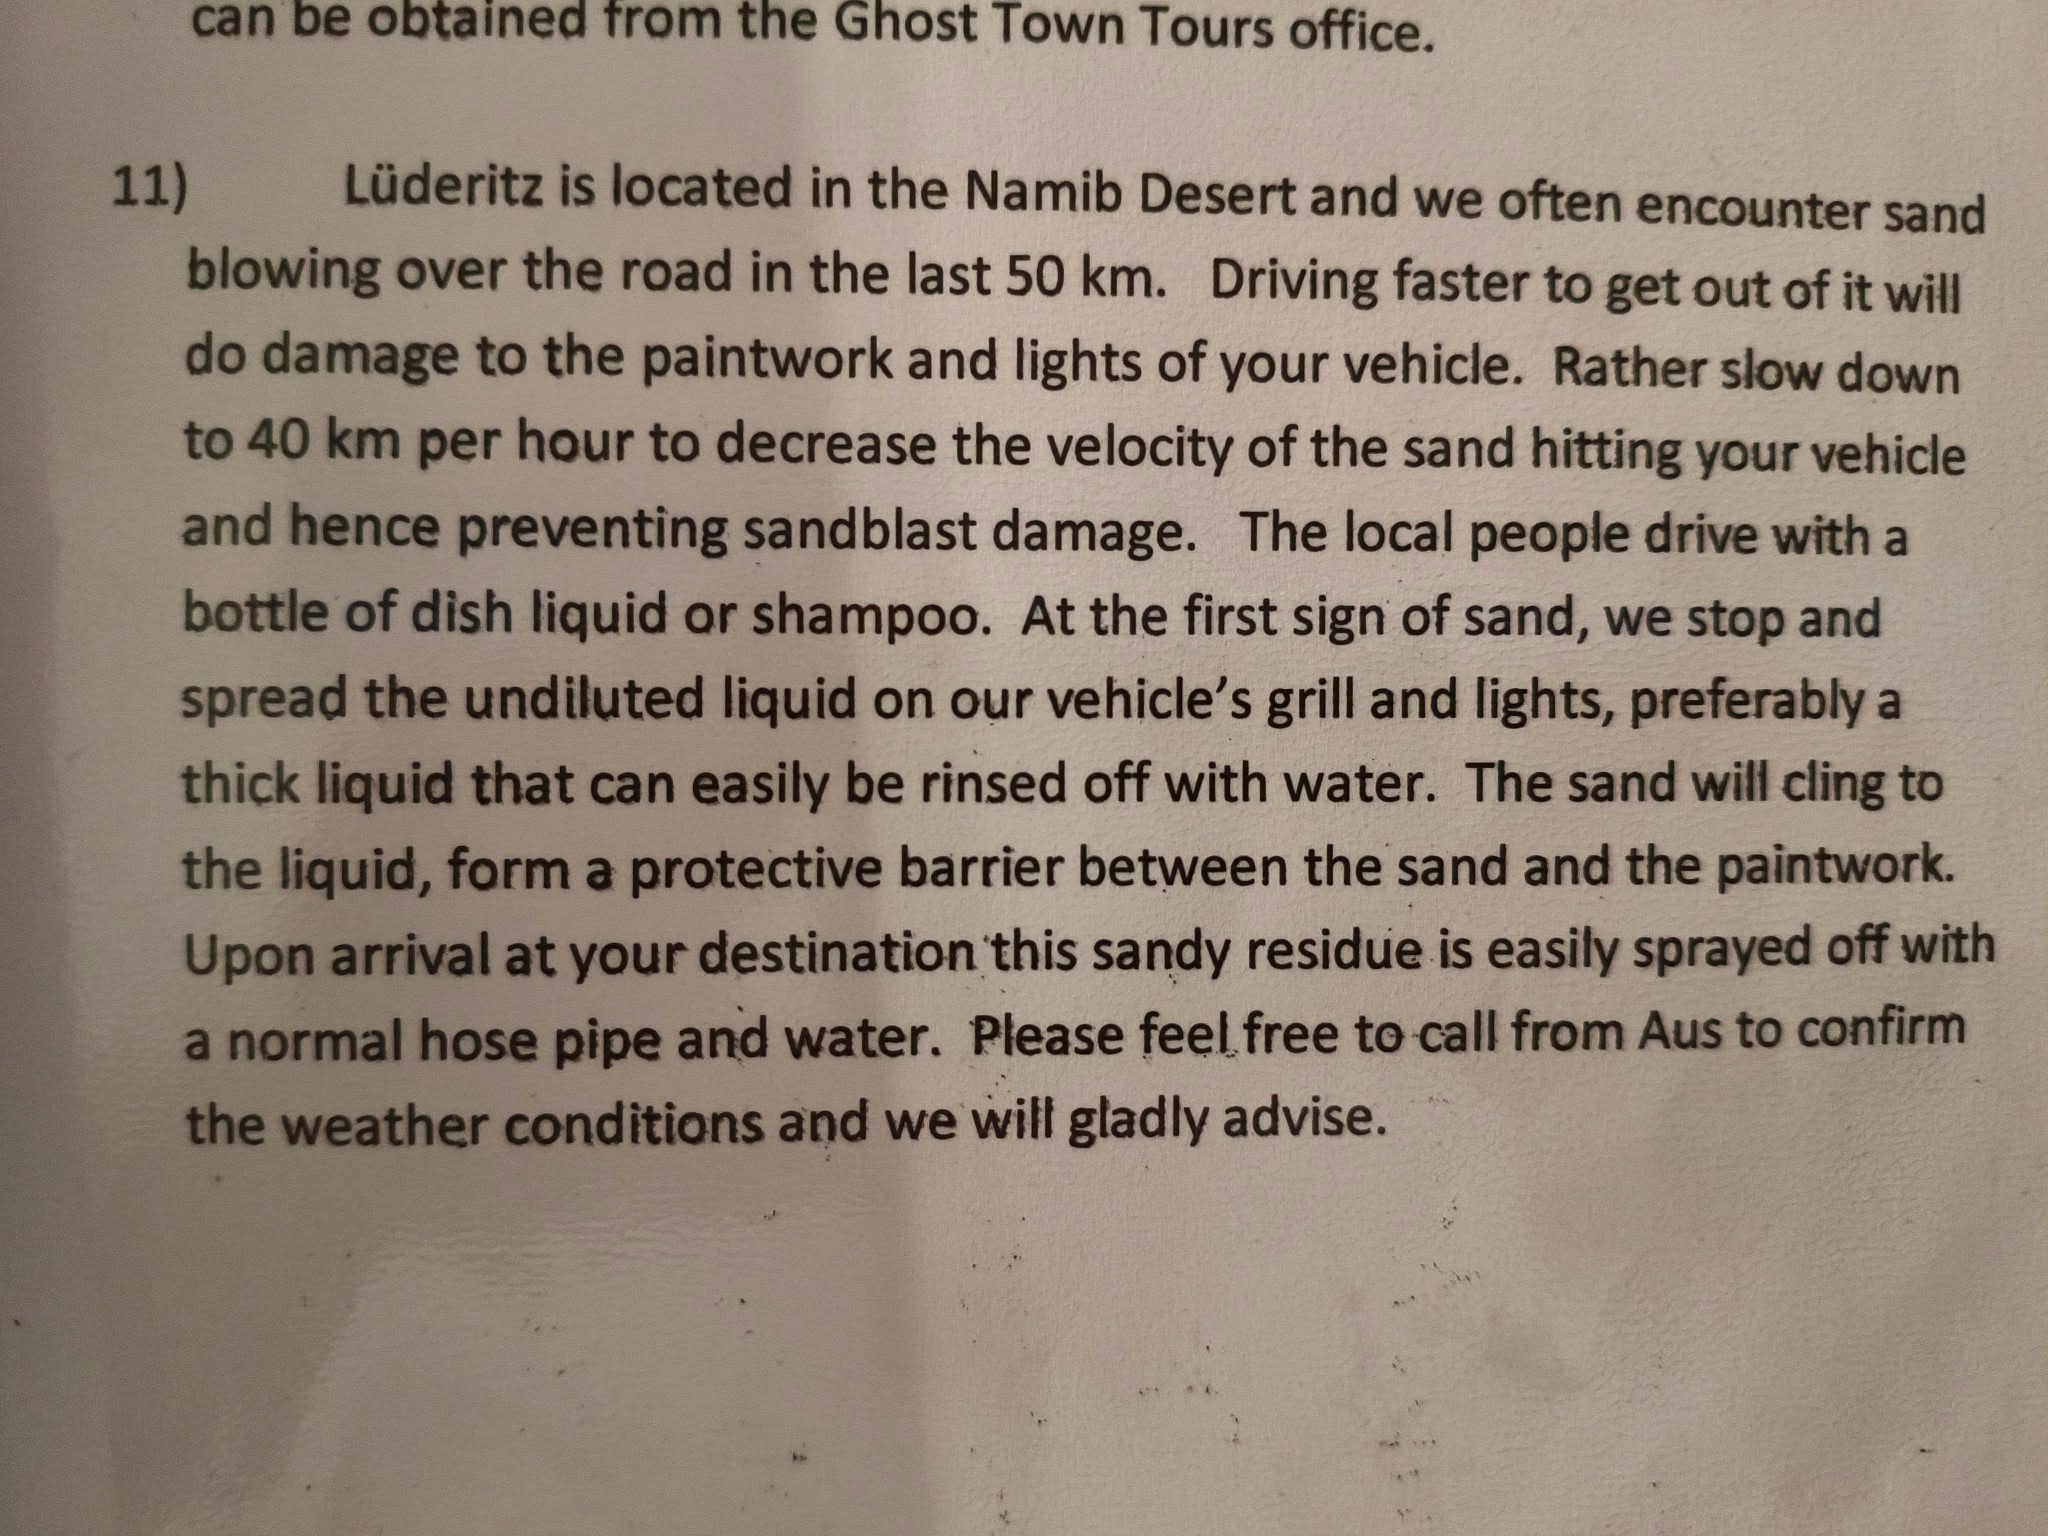 can be obtained from the Ghost Town Tours office.
11) Lüderitz is located in the Namib Desert and we often encounter sand
blowing over the road in the last 50 km. Driving faster to get out of it will
do damage to the paintwork and lights of your vehicle. Rather slow down
to 40 km per hour to decrease the velocity of the sand hitting your vehicle
and hence preventing sandblast damage. The local people drive with a
bottle of dish liquid or shampoo. At the first sign of sand, we stop and
spread the undiluted liquid on our vehicle's grill and lights, preferably a
thick liquid that can easily be rinsed off with water. The sand will cling to
the liquid, form a protective barrier between the sand and the paintwork.
Upon arrival at your destination this sandy residue is easily sprayed off with
a normal hose pipe and water. Please feel free to call from Aus to confirm
the weather conditions and we will gladly advise.